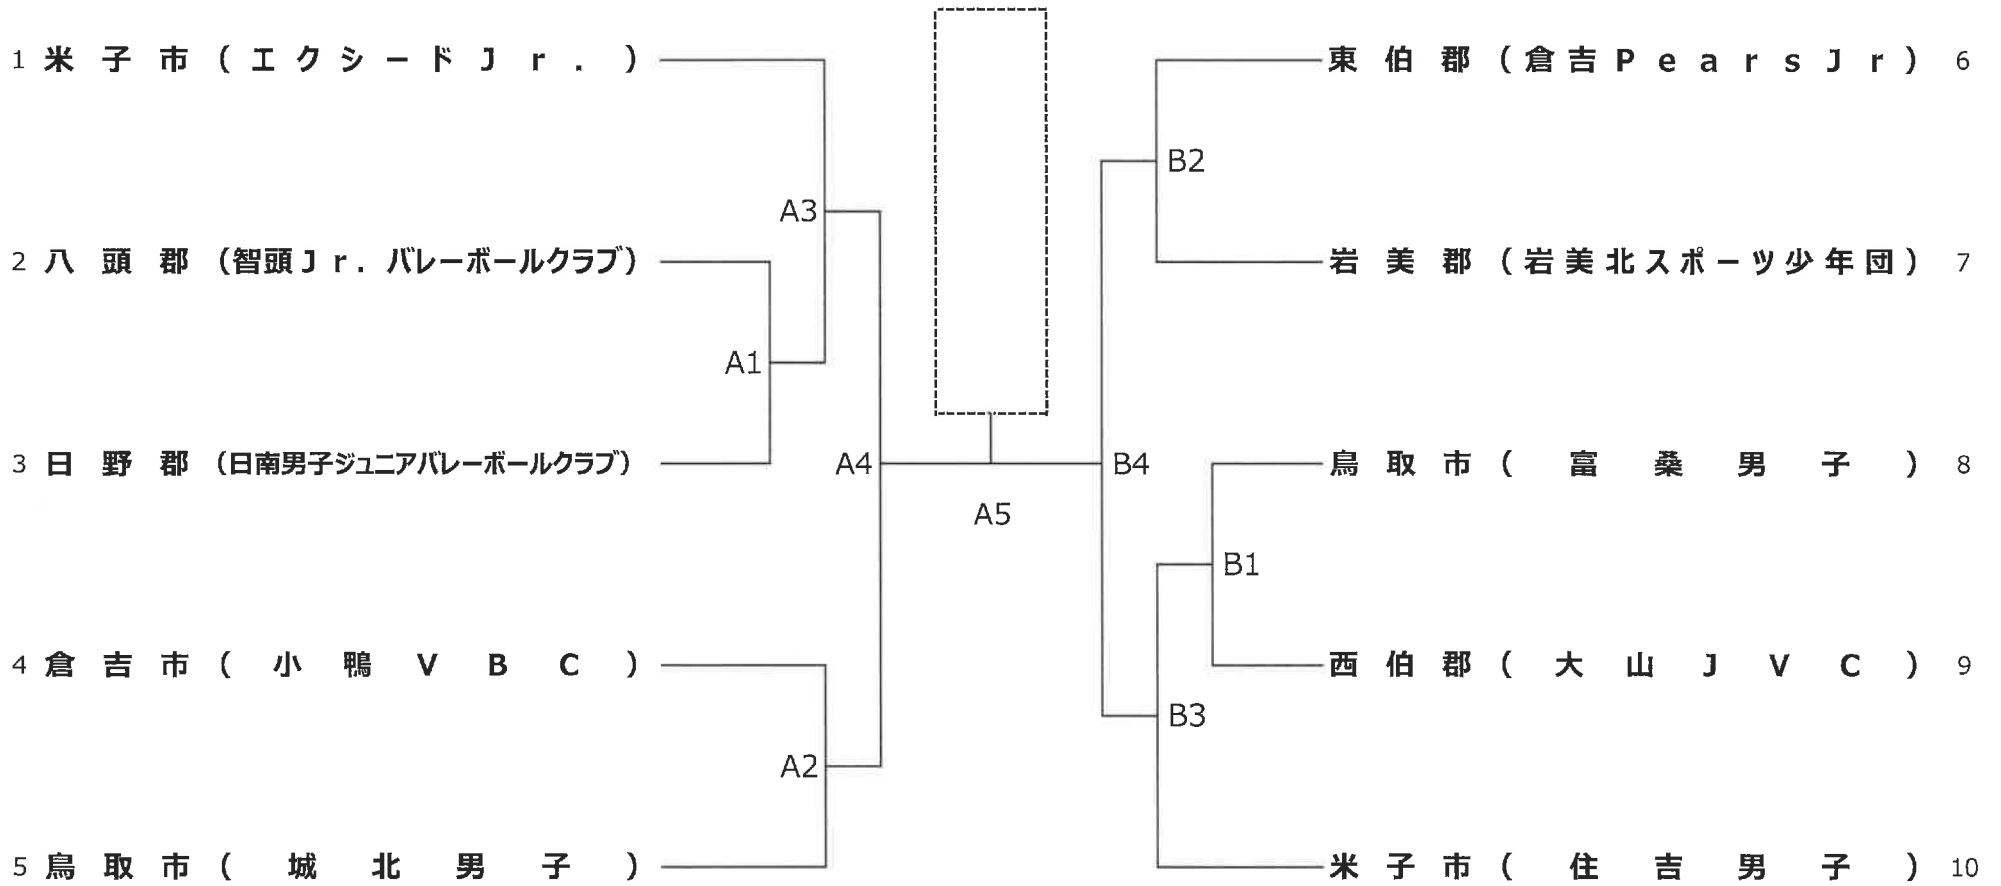 1 米子市(エクシードJr.)
東伯郡(倉吉PearsJr) 6
B2
A3
2 八頭郡(智頭Jr.バレーボールクラブ)
岩美郡(岩美北スポーツ少年団) 7
A1
3 日野郡(日南男子ジュニアバレーボールクラブ)
A4
B4
鳥取市(富桑男子) 8
A5
B1
4 倉吉市(小鴨VBC)
西伯郡(大山JVC) 9
B3
A2
5 鳥取市(城北男子)
米子市(住吉男子) 10